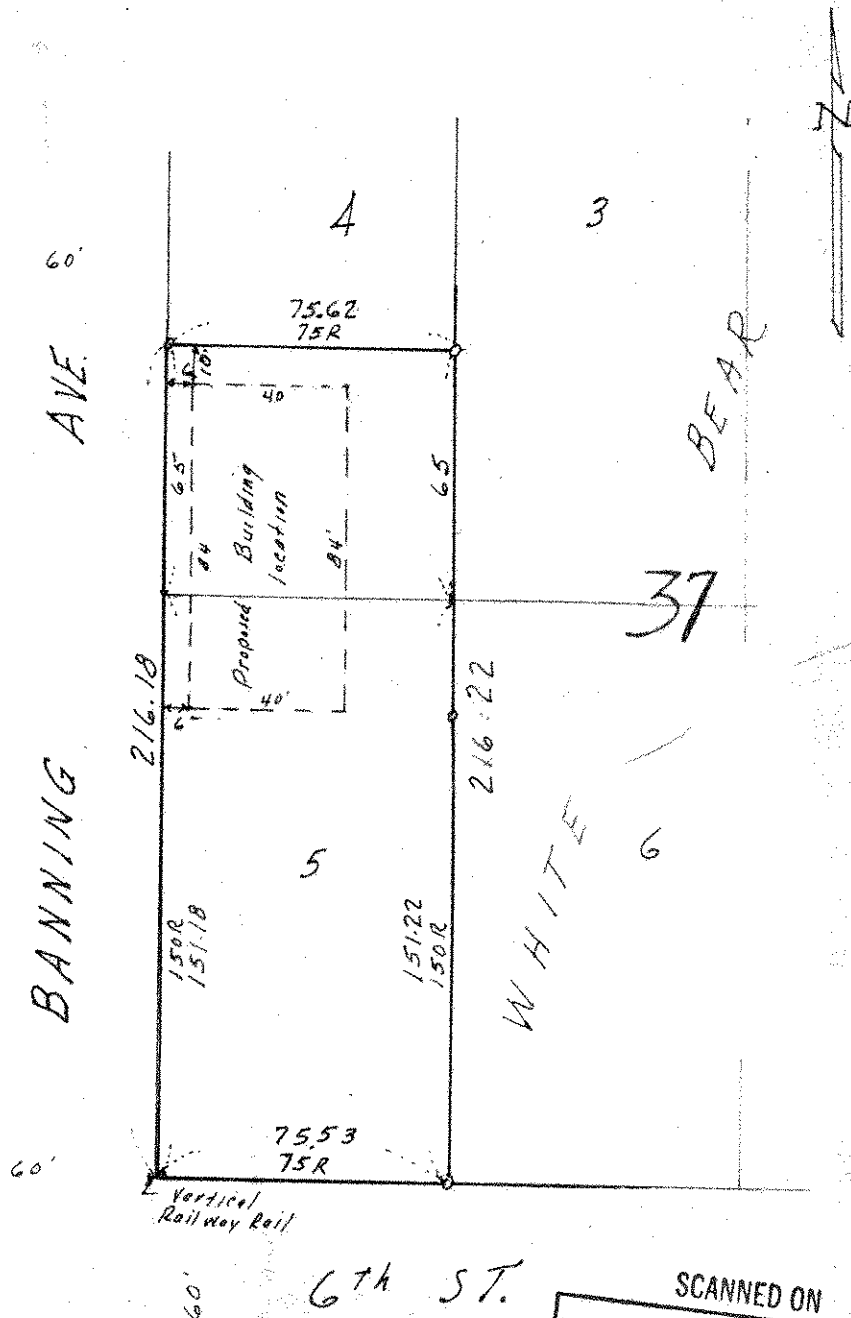 N
4
3
60'
AVE.
75.62
75R
10'
6
40
BEAR
65
84
Proposed Building
location
84'
65
37
216.18
6'
40'
216.22
BANNING
5
WHITE
6
150R
151.18
151.22
150R
75.53
75R
60'
Vertical
Railway Rail
60'
6th ST.
SCANNED ON